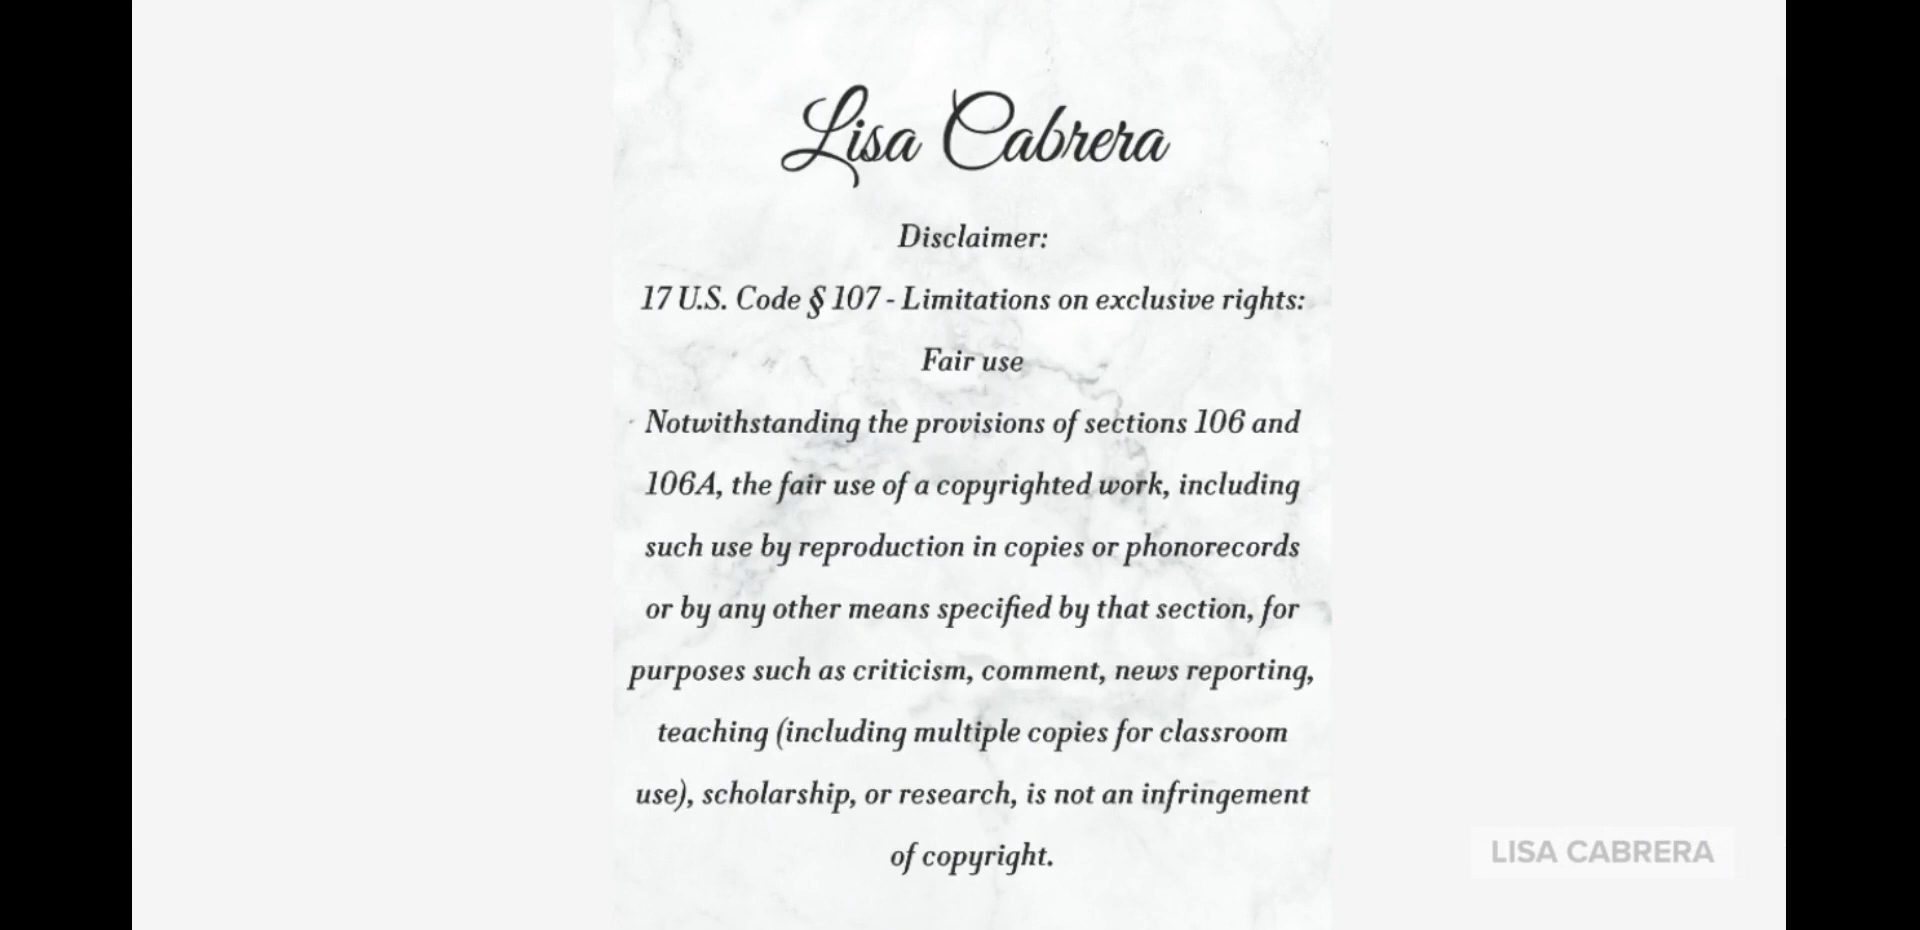 Lisa Cabrera
Disclaimer:
17 U.S. Code § 107 - Limitations on exclusive rights:
Fair use
Notwithstanding the provisions of sections 106 and
106A, the fair use of a copyrighted work, including
such use by reproduction in copies or phonorecords
or by any other means specified by that section, for
purposes such as criticism, comment, news reporting,
teaching (including multiple copies for classroom
use), scholarship, or research, is not an infringement
of copyright.
LISA CABRERA